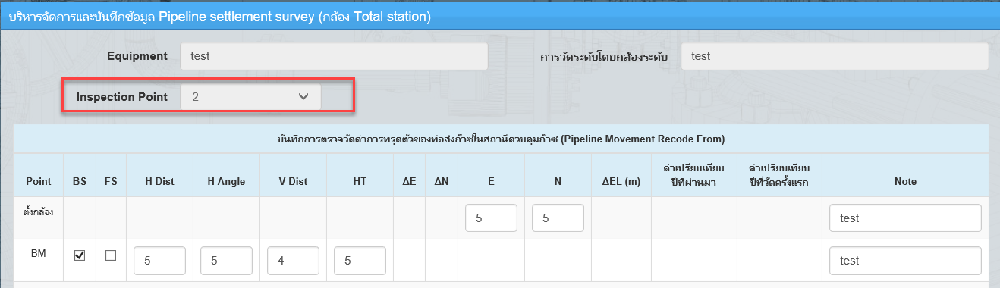 บริหารจัดการและบันทึกข้อมูล Pipeline settlement survey (กล้อง Total station)
Equipment test การวัดระดับโดยกล้องระดับ test
Inspection Point 2
บันทึกการตรวจวัดค่าการทรุดตัวของท่อส่งก๊าซในสถานีควบคุมก๊าซ (Pipeline Movement Recode From)
Point BS FS H Dist H Angle V Dist HT ΔE ΔN E N ΔEL (m) ค่าเปรียบเทียบ ค่าเปรียบเทียบ Note
ปีที่ผ่านมา ปีที่วัดครั้งแรก
ตั้งกล้อง 5 5 test
BM 5 5 4 5 test